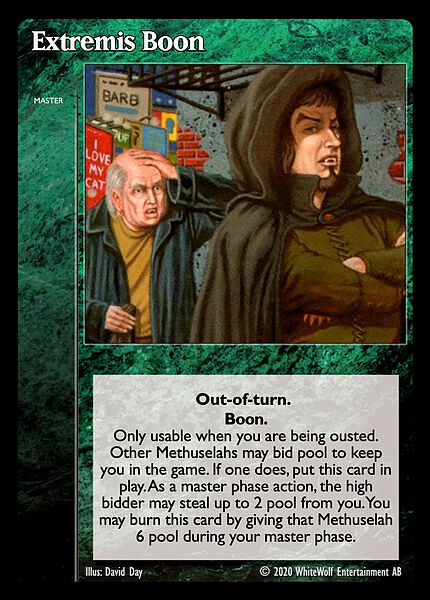 Extremis Boon
MASTER
BARB
I
LOVE
MY
CAT
Out-of-turn.
Boon.
Only usable when you are being ousted.
Other Methuselahs may bid pool to keep
you in the game. If one does, put this card in
play. As a master phase action, the high
bidder may steal up to 2 pool from you. You
may burn this card by giving that Methuselah
6 pool during your master phase.
Illus: David Day
© 2020 WhiteWolf Entertainment AB